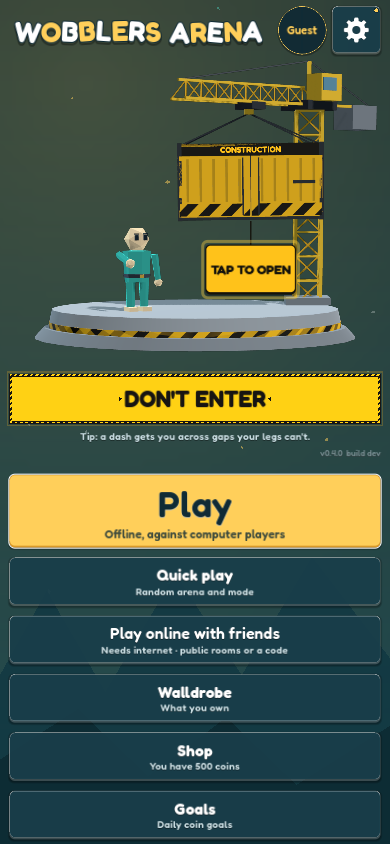 WOBBLERS ARENA
Guest
CONSTRUCTION
TAP TO OPEN
DON'T ENTER
Tip: a dash gets you across gaps your legs can't.
v0.4.0 build dev
Play
Offline, against computer players
Quick play
Random arena and mode
Play online with friends
Needs internet · public rooms or a code
Walldrobe
What you own
Shop
You have 500 coins
Goals
Daily coin goals